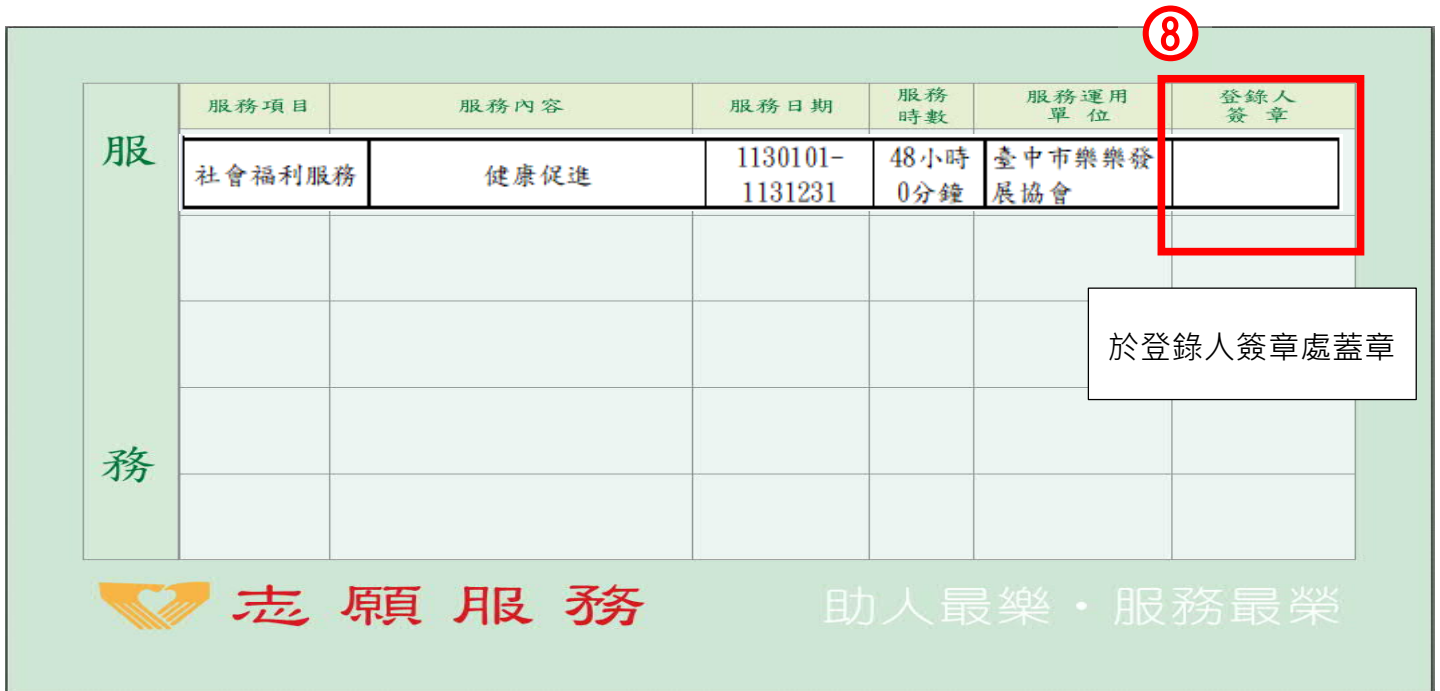 ⑧
服務項目 服務內容 服務日期 服務時數 服務運用單位 登錄人簽章
服務
社會福利服務 健康促進 1130101-1131231 48小時0分鐘 臺中市樂樂發展協會
於登錄人簽章處蓋章
志願服務 助人最樂・服務最榮